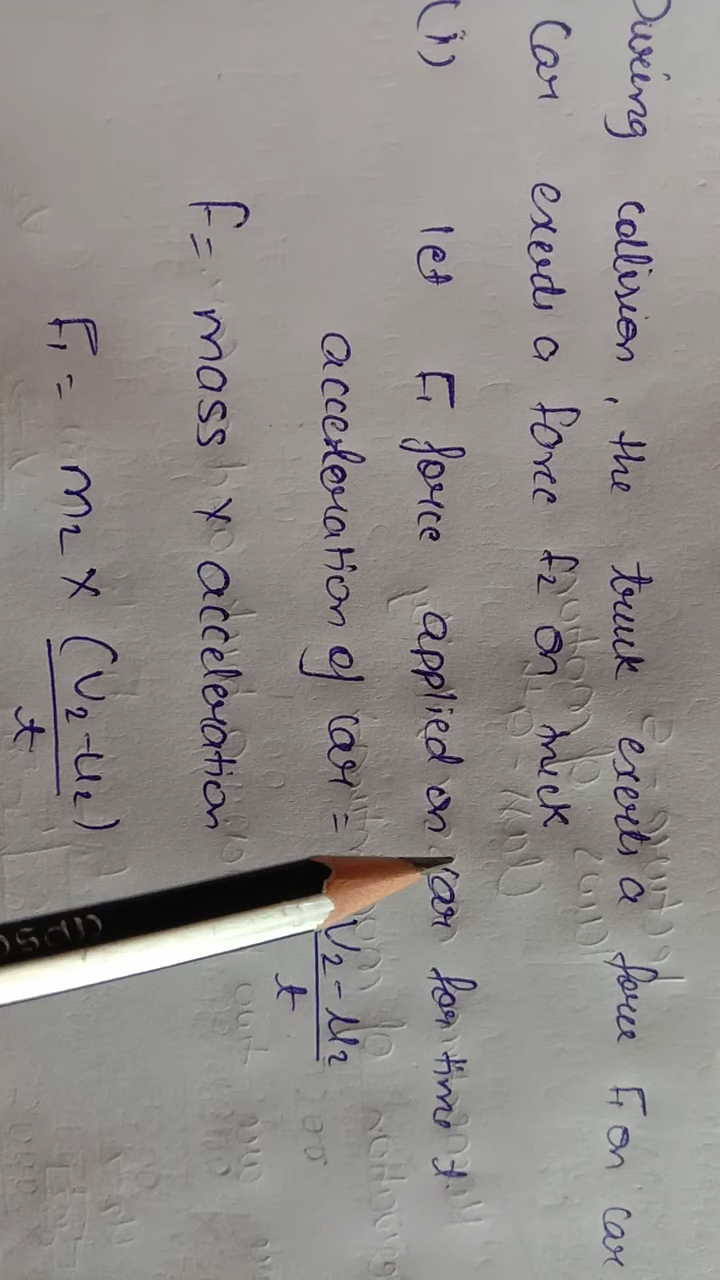 During collision, the truck exerts a force F₁ on car
Car exerts a force f₂ on truck
(i) let F₁ force applied on car for time t.
acceleration of car = V₂-u₂/t
F = mass × acceleration
F₁ = m₂ × (V₂-u₂)/t